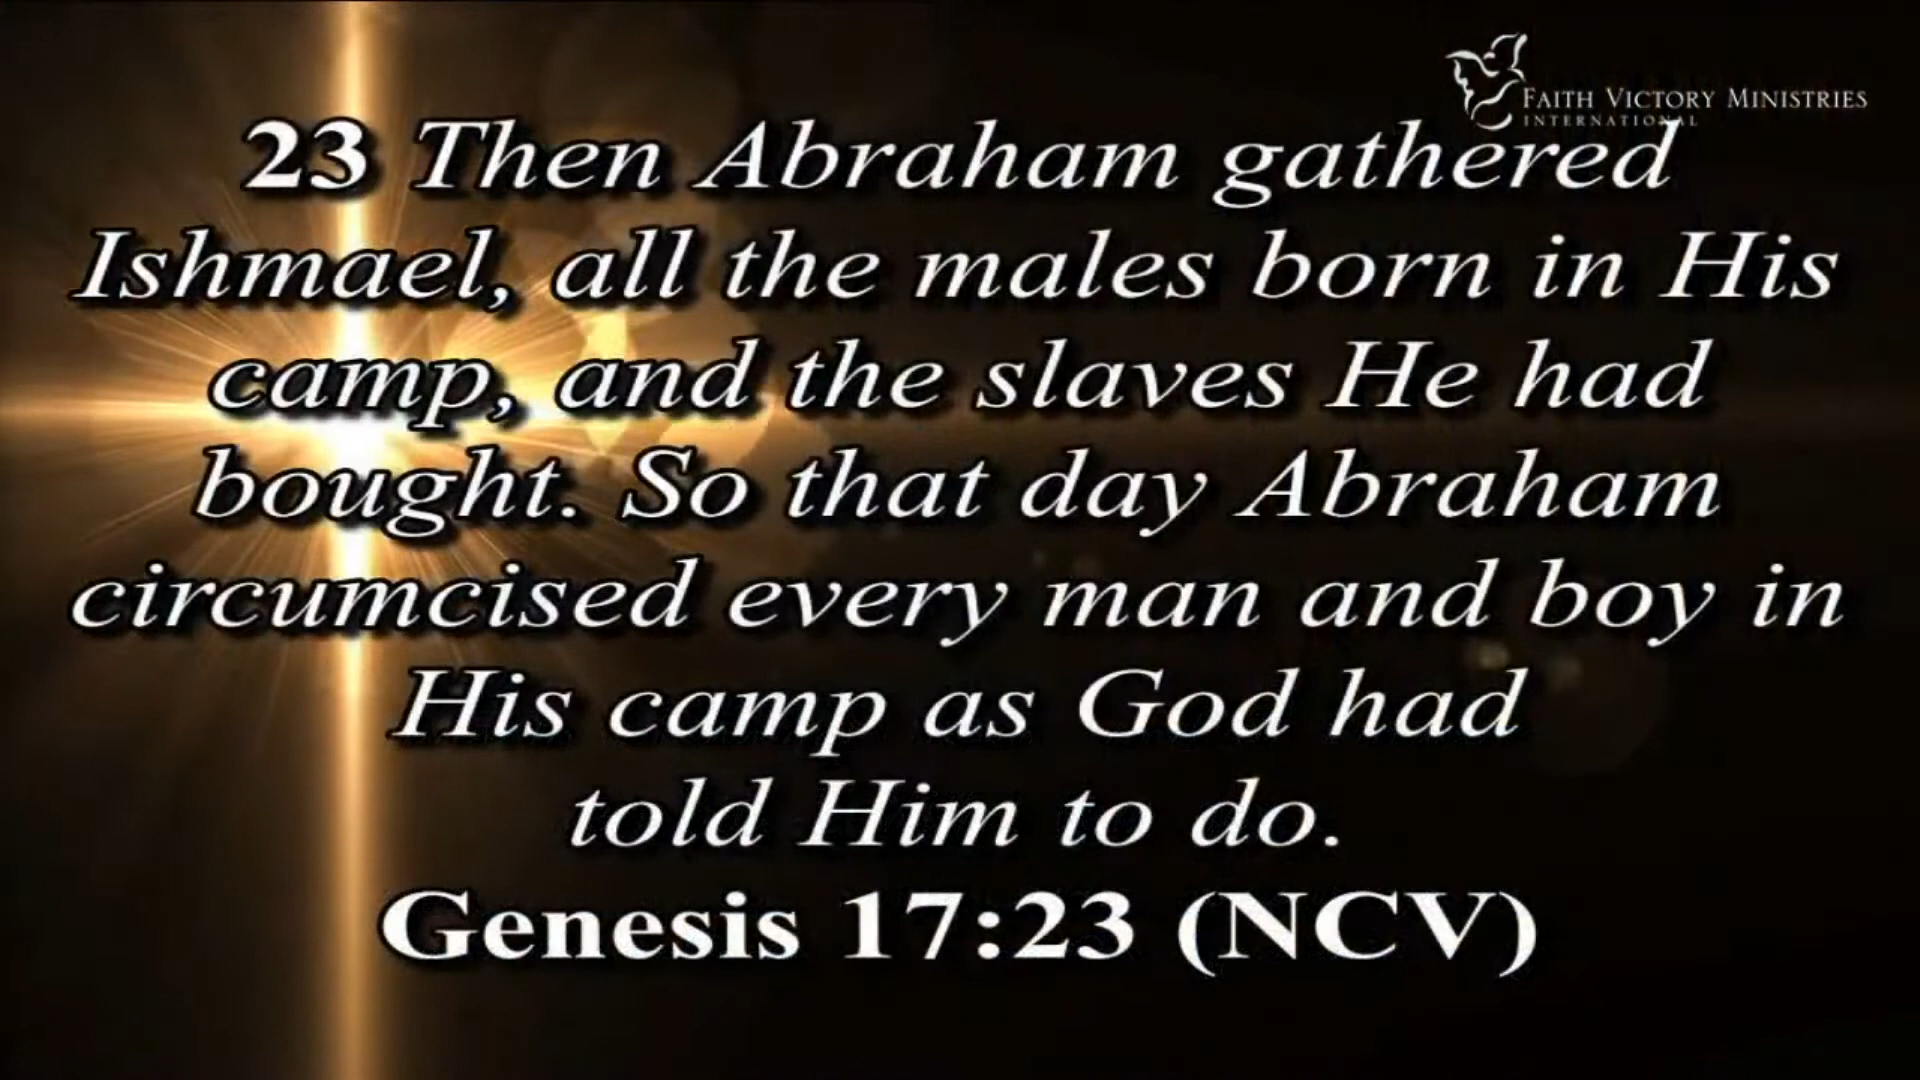 FAITH VICTORY MINISTRIES
INTERNATIONAL
23 Then Abraham gathered
Ishmael, all the males born in His
camp, and the slaves He had
bought. So that day Abraham
circumcised every man and boy in
His camp as God had
told Him to do.
Genesis 17:23 (NCV)